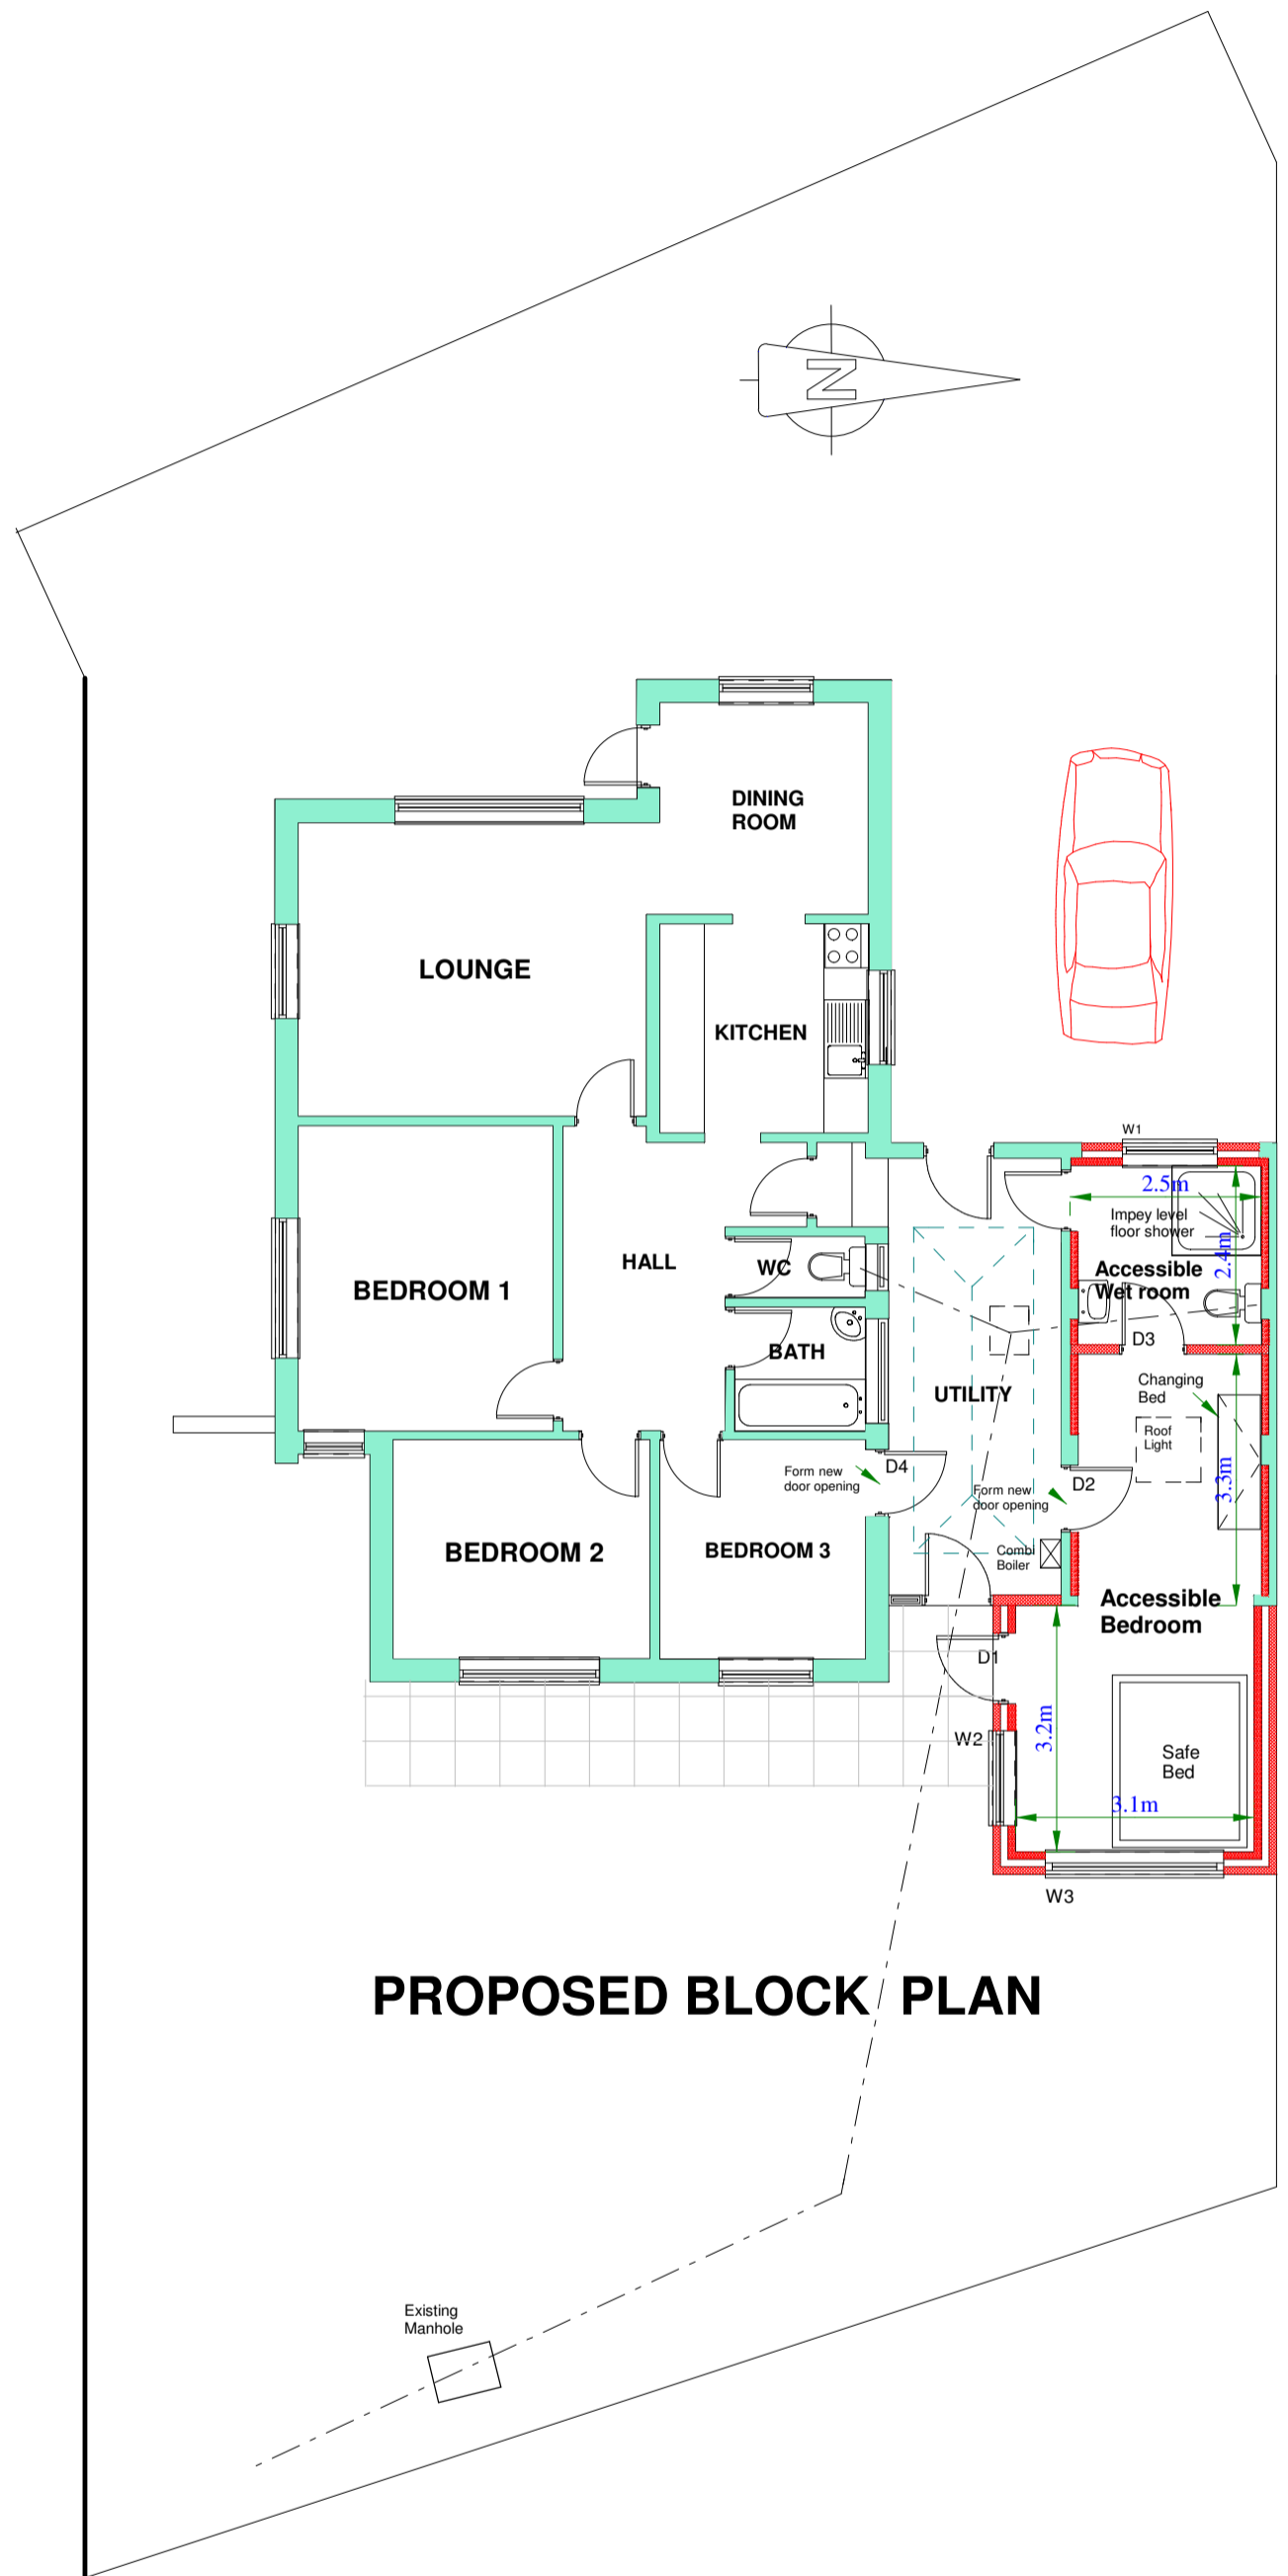 N
DINING
ROOM
LOUNGE
KITCHEN
W1
2.5m
Impey level
floor shower
2.4m
HALL
WC
Accessible
Wet room
BEDROOM 1
D3
BATH
Changing
Bed
UTILITY
Roof
Light
D4
Form new
door opening
3.3m
D2
Form new
door opening
BEDROOM 2
BEDROOM 3
Combi
Boiler
Accessible
Bedroom
D1
3.2m
W2
Safe
Bed
3.1m
W3
PROPOSED BLOCK PLAN
Existing
Manhole